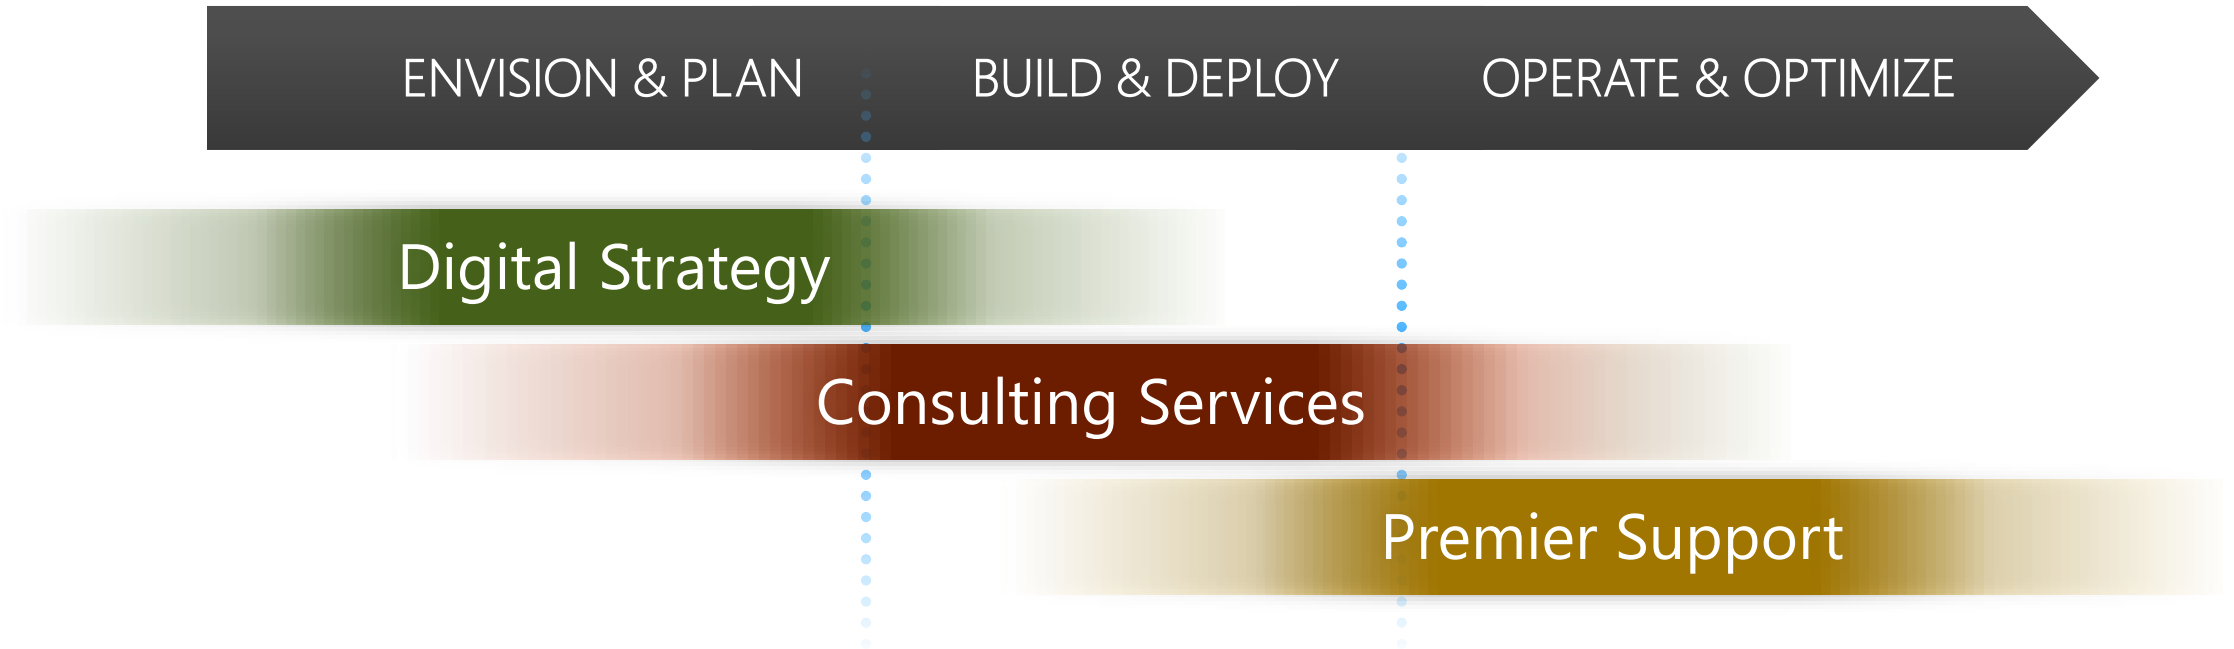 ENVISION & PLAN BUILD & DEPLOY OPERATE & OPTIMIZE
Digital Strategy
Consulting Services
Premier Support